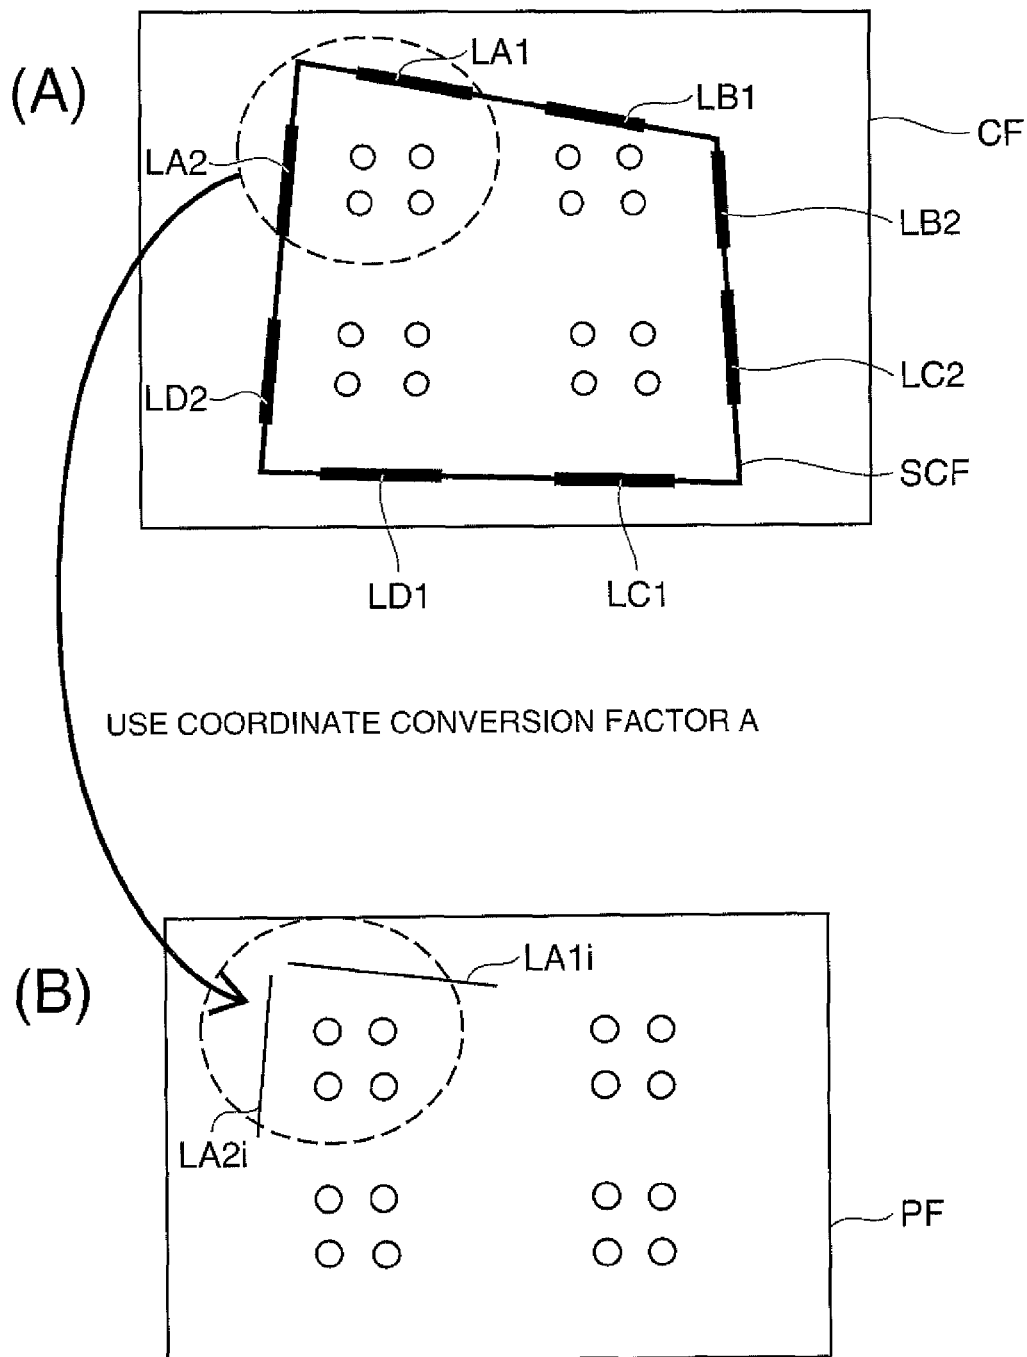 (A)
LA1
LB1
CF
LA2
LB2
LC2
LD2
SCF
LD1
LC1
USE COORDINATE CONVERSION FACTOR A
(B)
LA1i
LA2i
PF